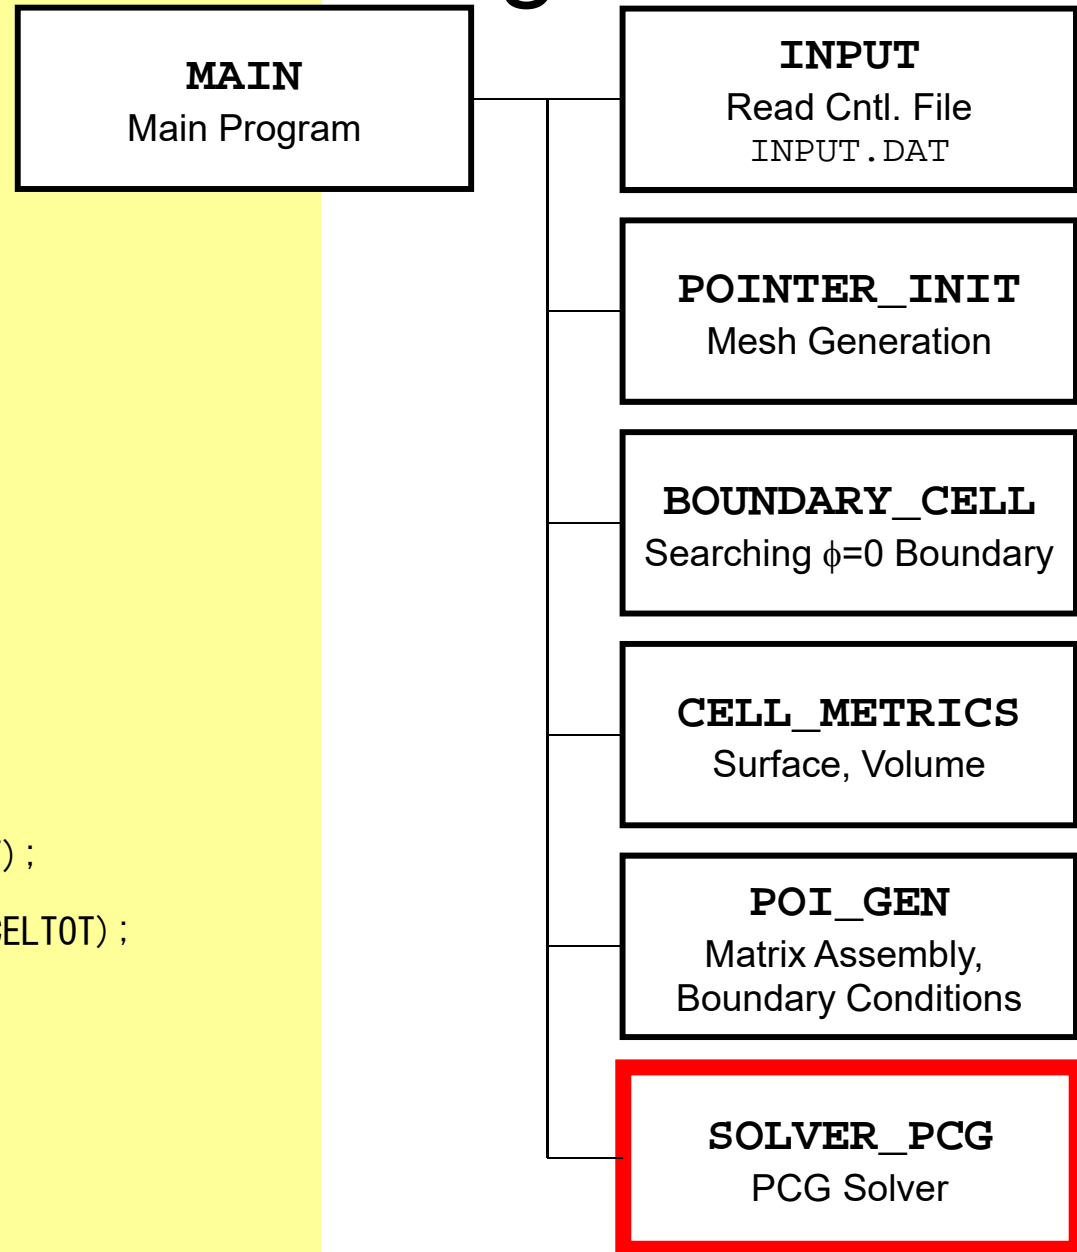 MAIN
Main Program
INPUT
Read Cntl. File
INPUT.DAT
POINTER_INIT
Mesh Generation
BOUNDARY_CELL
Searching ϕ=0 Boundary
CELL_METRICS
Surface, Volume
);
ELTOT);
POI_GEN
Matrix Assembly,
Boundary Conditions
SOLVER_PCG
PCG Solver